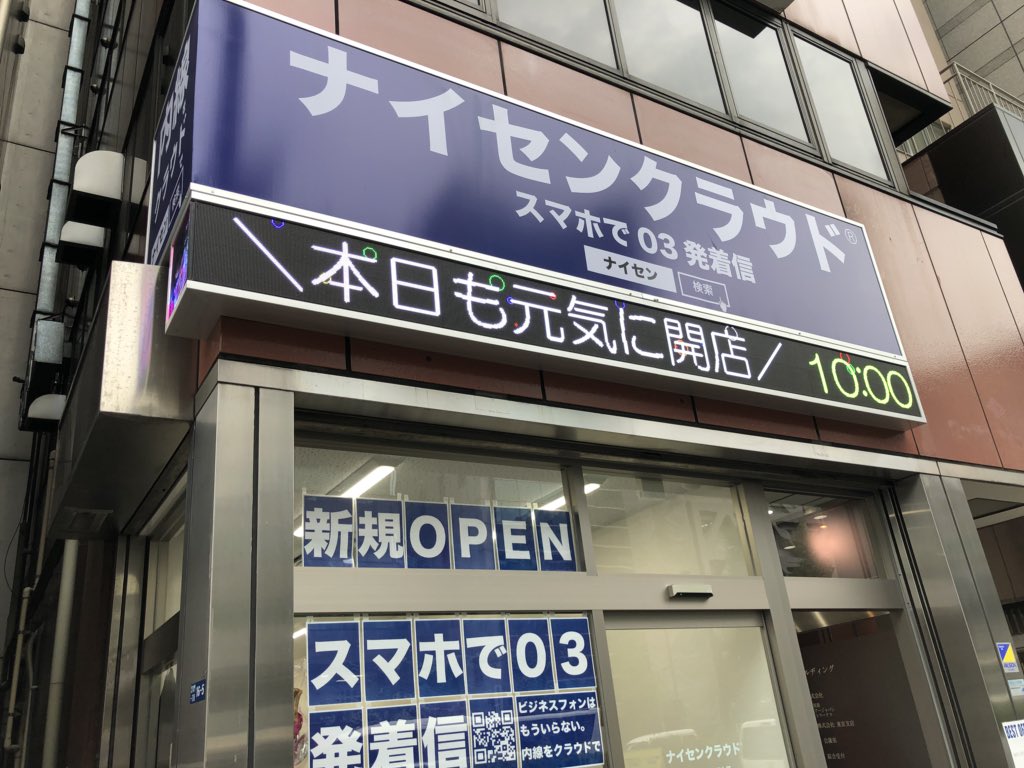 ナイセンクラウド®
スマホで 03 発着信
ナイセン 検索
＼本日も元気に開店／ 10:00
新規OPEN
スマホで03
発着信
ビジネスフォンは
もういらない。
内線をクラウドで
ナイセンクラウド